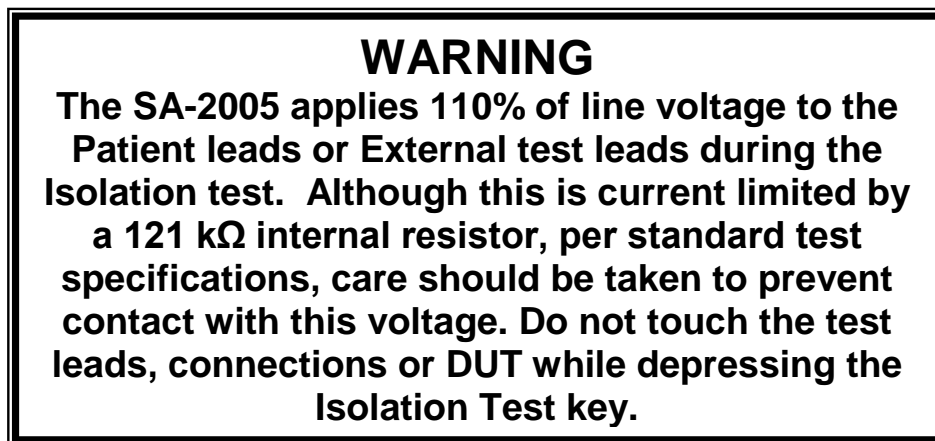 WARNING
The SA-2005 applies 110% of line voltage to the
Patient leads or External test leads during the
Isolation test.  Although this is current limited by
a 121 kΩ internal resistor, per standard test
specifications, care should be taken to prevent
contact with this voltage. Do not touch the test
leads, connections or DUT while depressing the
Isolation Test key.